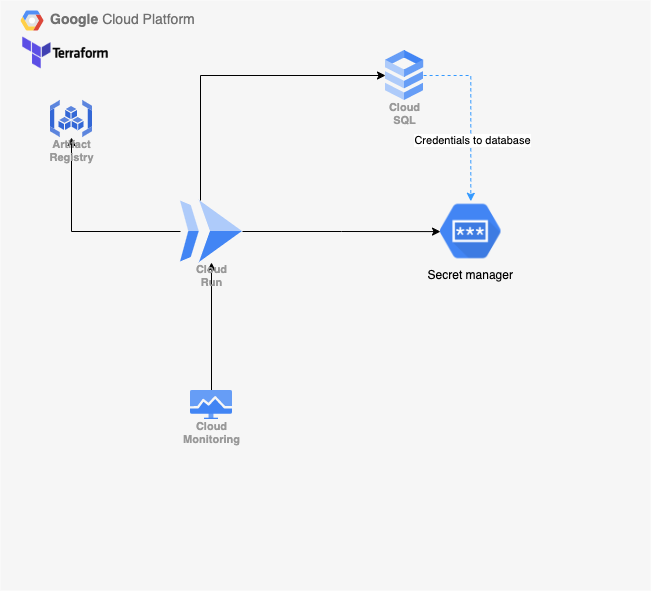 Google Cloud Platform
Terraform
Cloud
SQL
Artifact
Registry
Credentials to database
***
Cloud
Run
Secret manager
Cloud
Monitoring